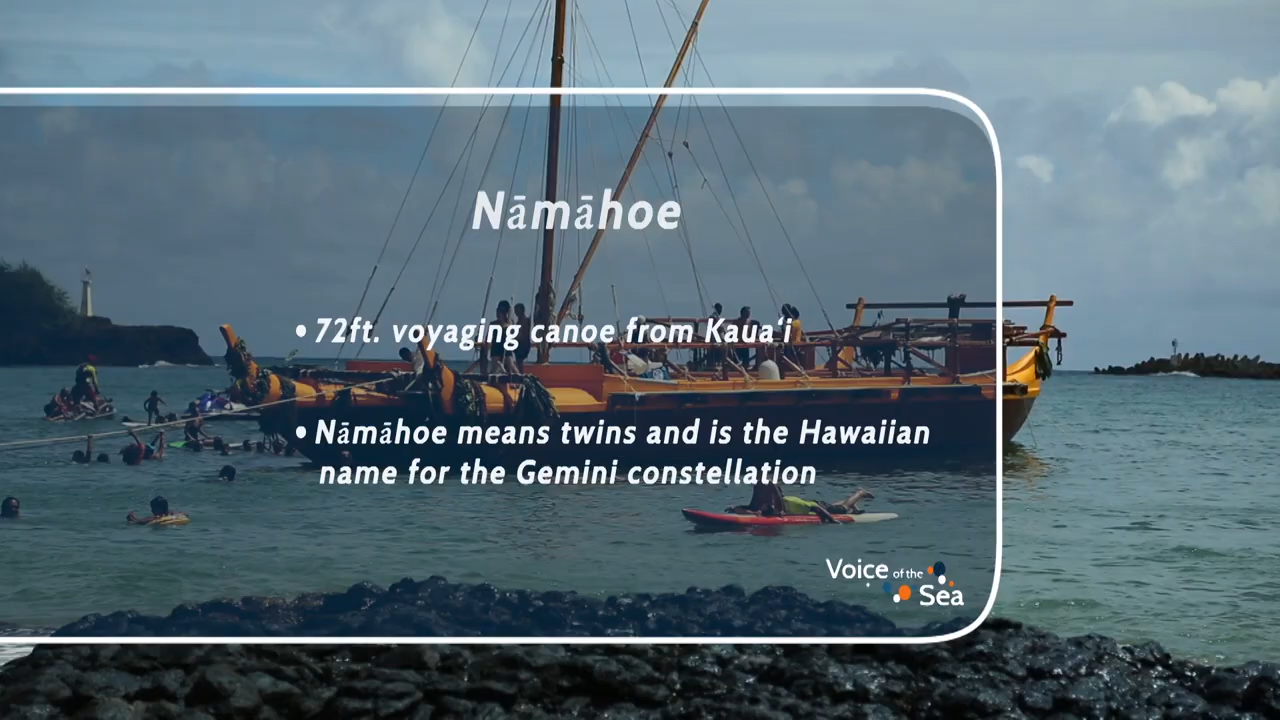 Nāmāhoe
• 72ft. voyaging canoe from Kauaʻi
• Nāmāhoe means twins and is the Hawaiian
name for the Gemini constellation
Voice of the
Sea